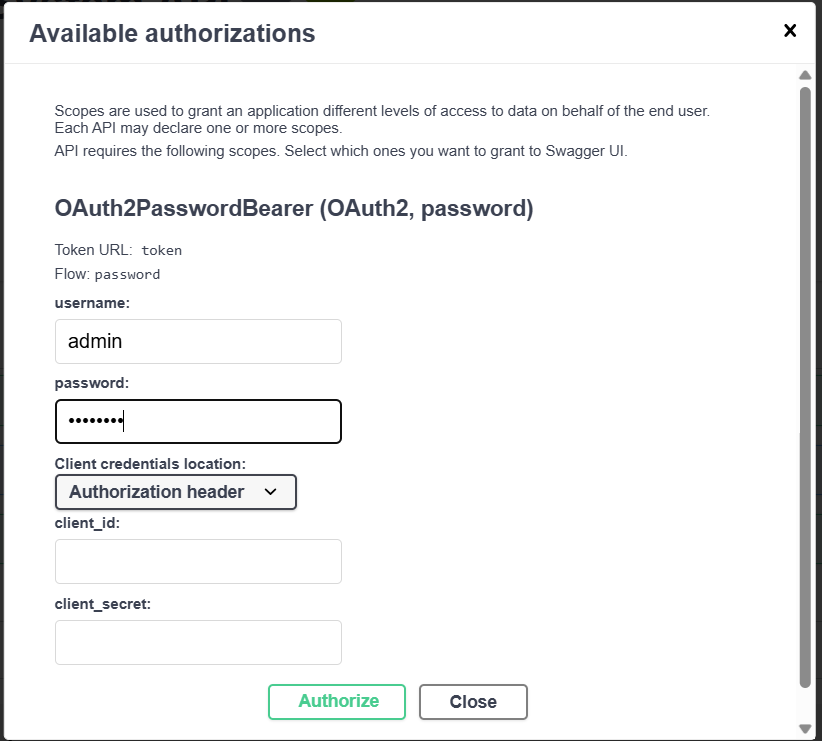 Available authorizations
Scopes are used to grant an application different levels of access to data on behalf of the end user.
Each API may declare one or more scopes.
API requires the following scopes. Select which ones you want to grant to Swagger UI.
OAuth2PasswordBearer (OAuth2, password)
Token URL: token
Flow: password
username:
admin
password:
••••••••
Client credentials location:
Authorization header
client_id:
client_secret:
Authorize Close